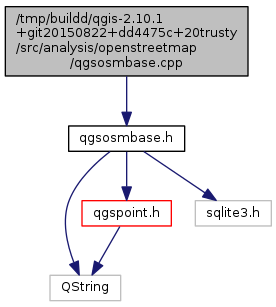 /tmp/buildd/qgis-2.10.1
+git20150822+dd4475c+20trusty
/src/analysis/openstreetmap
/qgsosmbase.cpp
qgsosmbase.h
qgspoint.h
sqlite3.h
QString